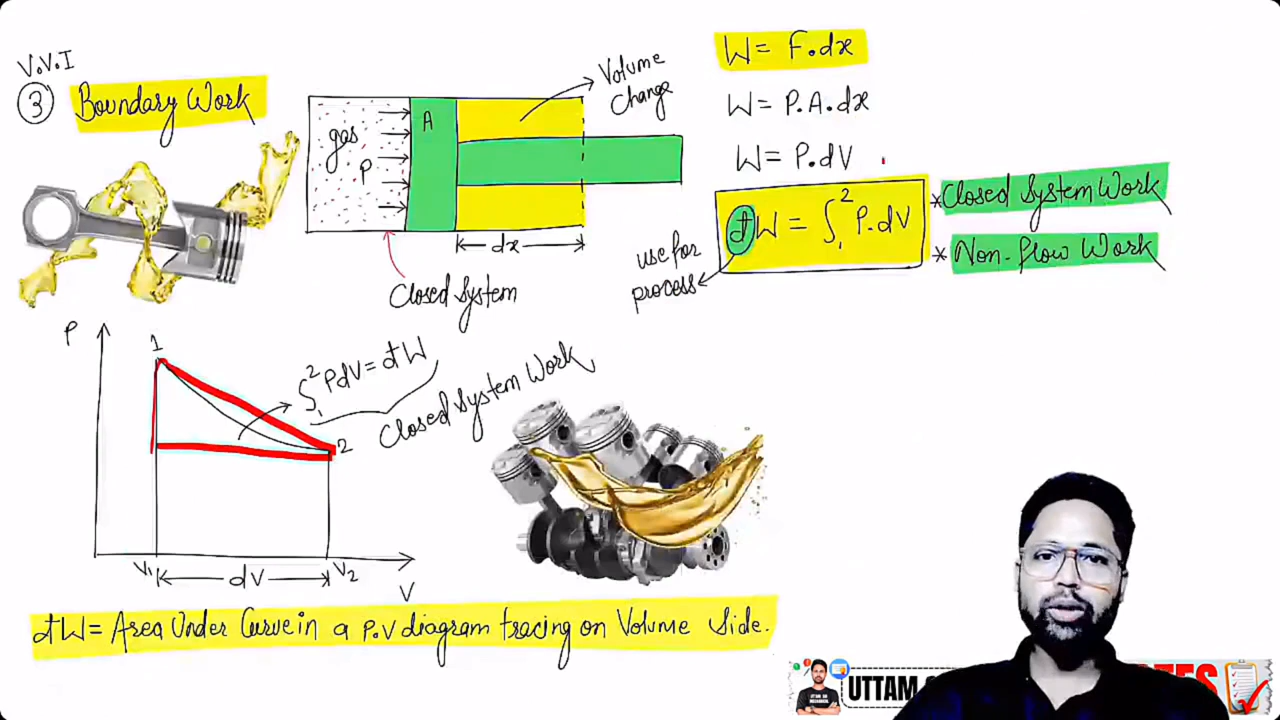 V.V.I
③ Boundary Work
gas
P
A
Volume
Change
dx
Closed System
W = F.dx
W = P.A.dx
W = P.dV
đW = ∫₁² P.dV
use for
process
*Closed System Work
* Non-flow Work
P
1
2
∫₁² PdV = đW
Closed System Work
V₁
dV
V₂
V
đW = Area Under Curve in a P.V diagram tracing on Volume Side.
UTTAM